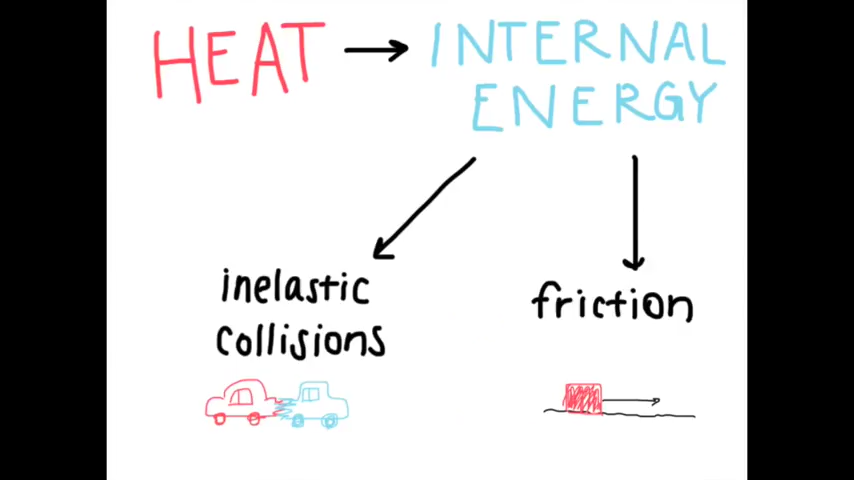 HEAT → INTERNAL
ENERGY
inelastic
collisions
friction